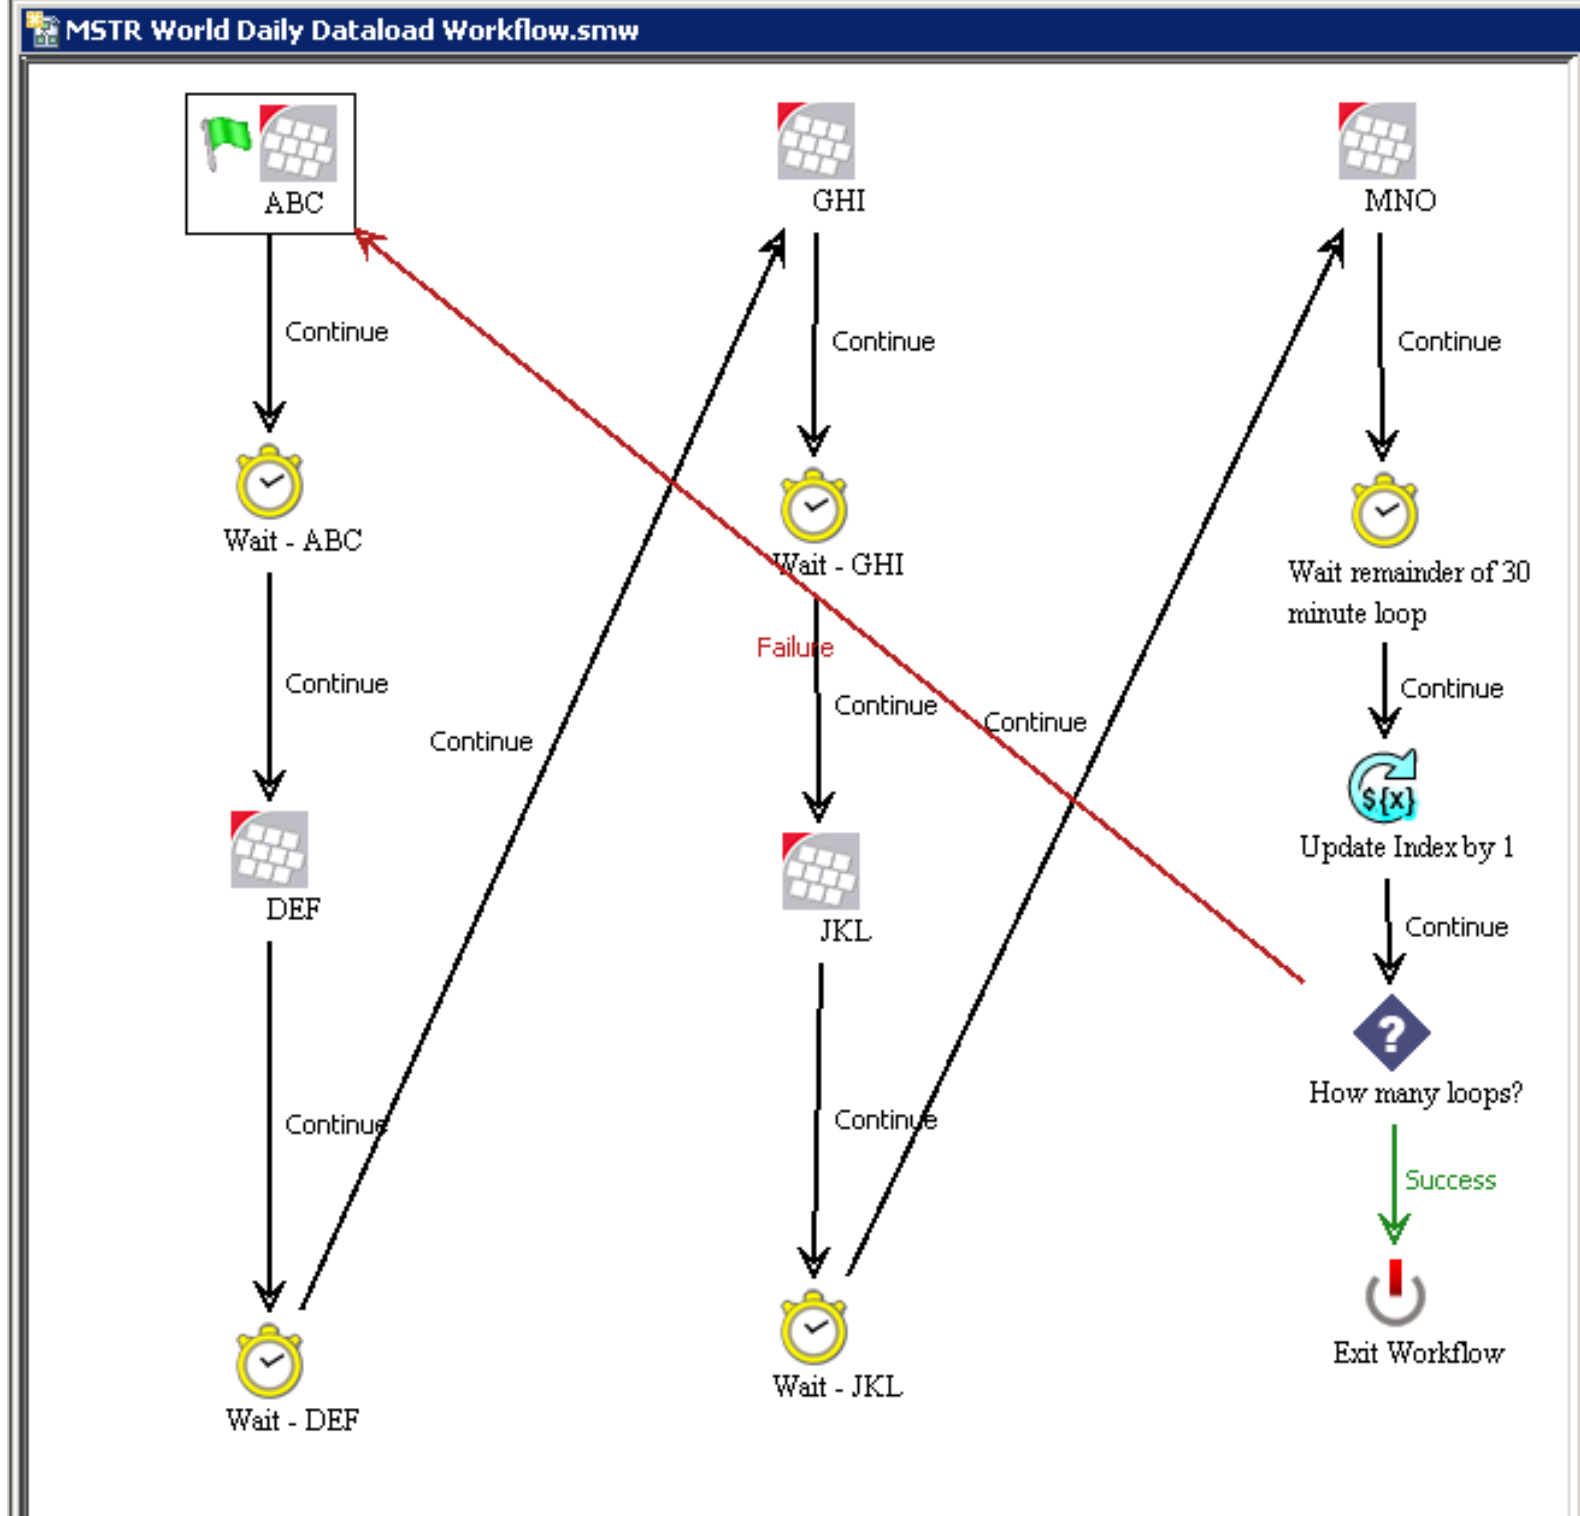 MSTR World Daily Dataload Workflow.smw
ABC
Continue
Wait - ABC
Continue
DEF
Continue
Wait - DEF
Continue
GHI
Continue
Wait - GHI
Failure
Continue
JKL
Continue
Wait - JKL
Continue
MNO
Continue
Wait remainder of 30
minute loop
Continue
${x}
Update Index by 1
Continue
?
How many loops?
Success
Exit Workflow